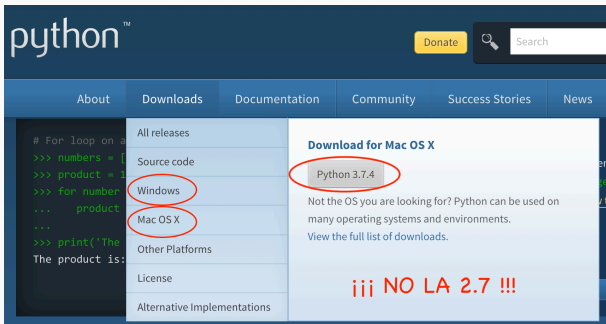 python™
Donate
Search
About Downloads Documentation Community Success Stories News
All releases
Source code
Windows
Mac OS X
Other Platforms
License
Alternative Implementations
Download for Mac OS X
Python 3.7.4
Not the OS you are looking for? Python can be used on
many operating systems and environments.
View the full list of downloads.
¡¡¡ NO LA 2.7 !!!
# For loop on a
>>> numbers = [
>>> product = 1
>>> for number
... product
...
>>> print('The
The product is: